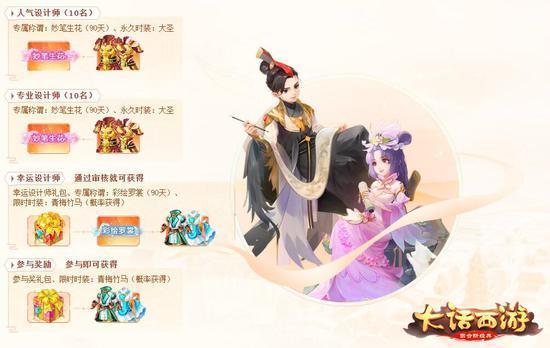 人气设计师（10名）
专属称谓：妙笔生花（90天）、永久时装：大圣
妙笔生花
专业设计师（10名）
专属称谓：妙笔生花（90天）、永久时装：大圣
妙笔生花
幸运设计师 通过审核就可获得
幸运设计师礼包、专属称谓：彩绘罗裳（90天）、
限时时装：青梅竹马（概率获得）
彩绘罗裳
参与奖励 参与即可获得
参与奖礼包、限时时装：青梅竹马（概率获得）
大话西游